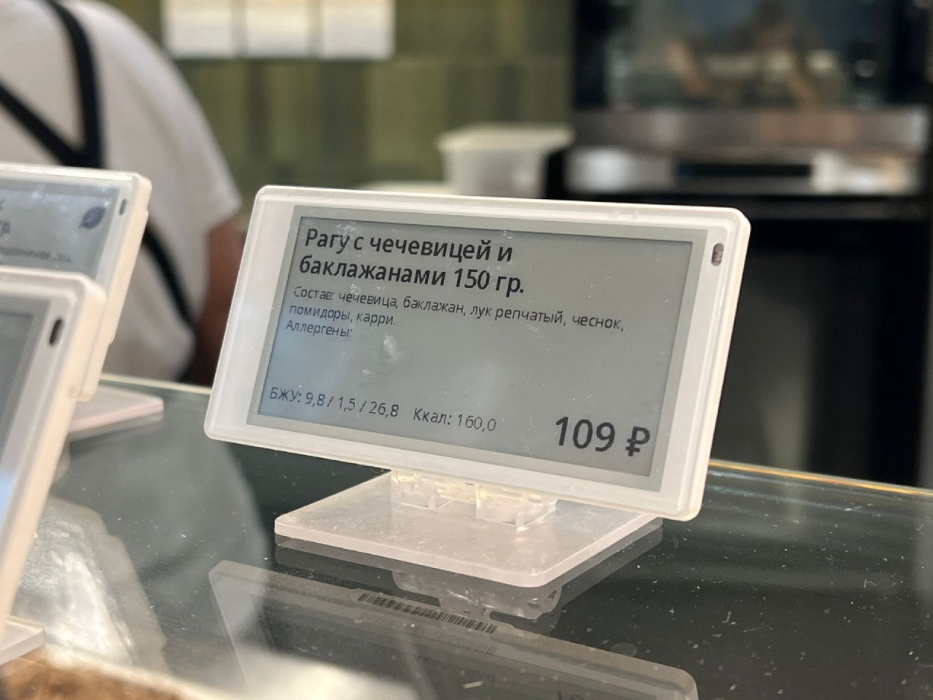 Рагу с чечевицей и
баклажанами 150 гр.
Состав: чечевица, баклажан, лук репчатый, чеснок,
помидоры, карри
Аллергены:
БЖУ: 9,8 / 1,5 / 26,8 Ккал: 160,0
109 ₽